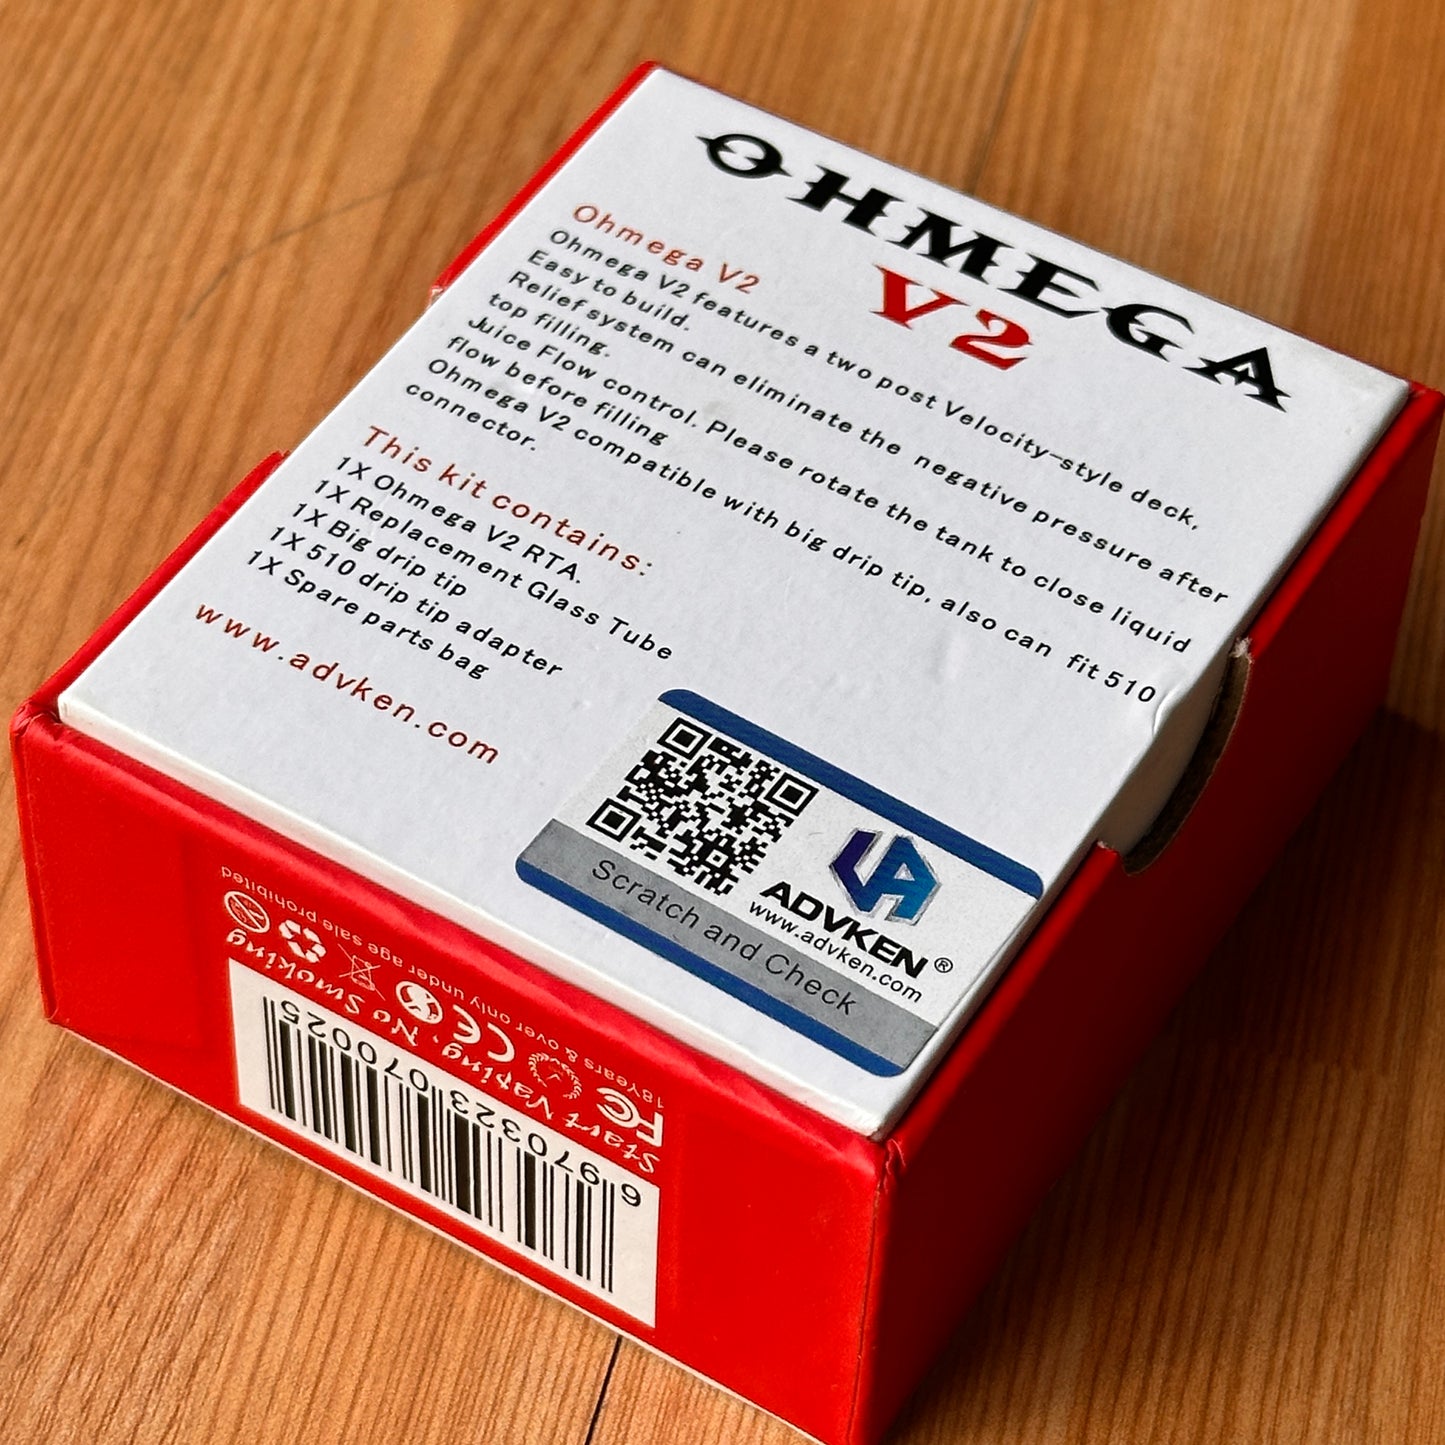 OHMEGA
V2
Ohmega V2
Ohmega V2 features a two post Velocity-style deck,
Easy to build.
Relief system can eliminate the negative pressure after
top filling.
Juice Flow control. Please rotate the tank to close liquid
flow before filling
Ohmega V2 compatible with big drip tip, also can fit 510
connector.
This kit contains:
1X Ohmega V2 RTA.
1X Replacement Glass Tube
1X Big drip tip
1X 510 drip tip adapter
1X Spare parts bag
www.advken.com
ADVKEN®
www.advken.com
Scratch and Check
18Years & over only under age sale prohibited
FC CE
Start Vaping, No Smoking
6 970323 070025